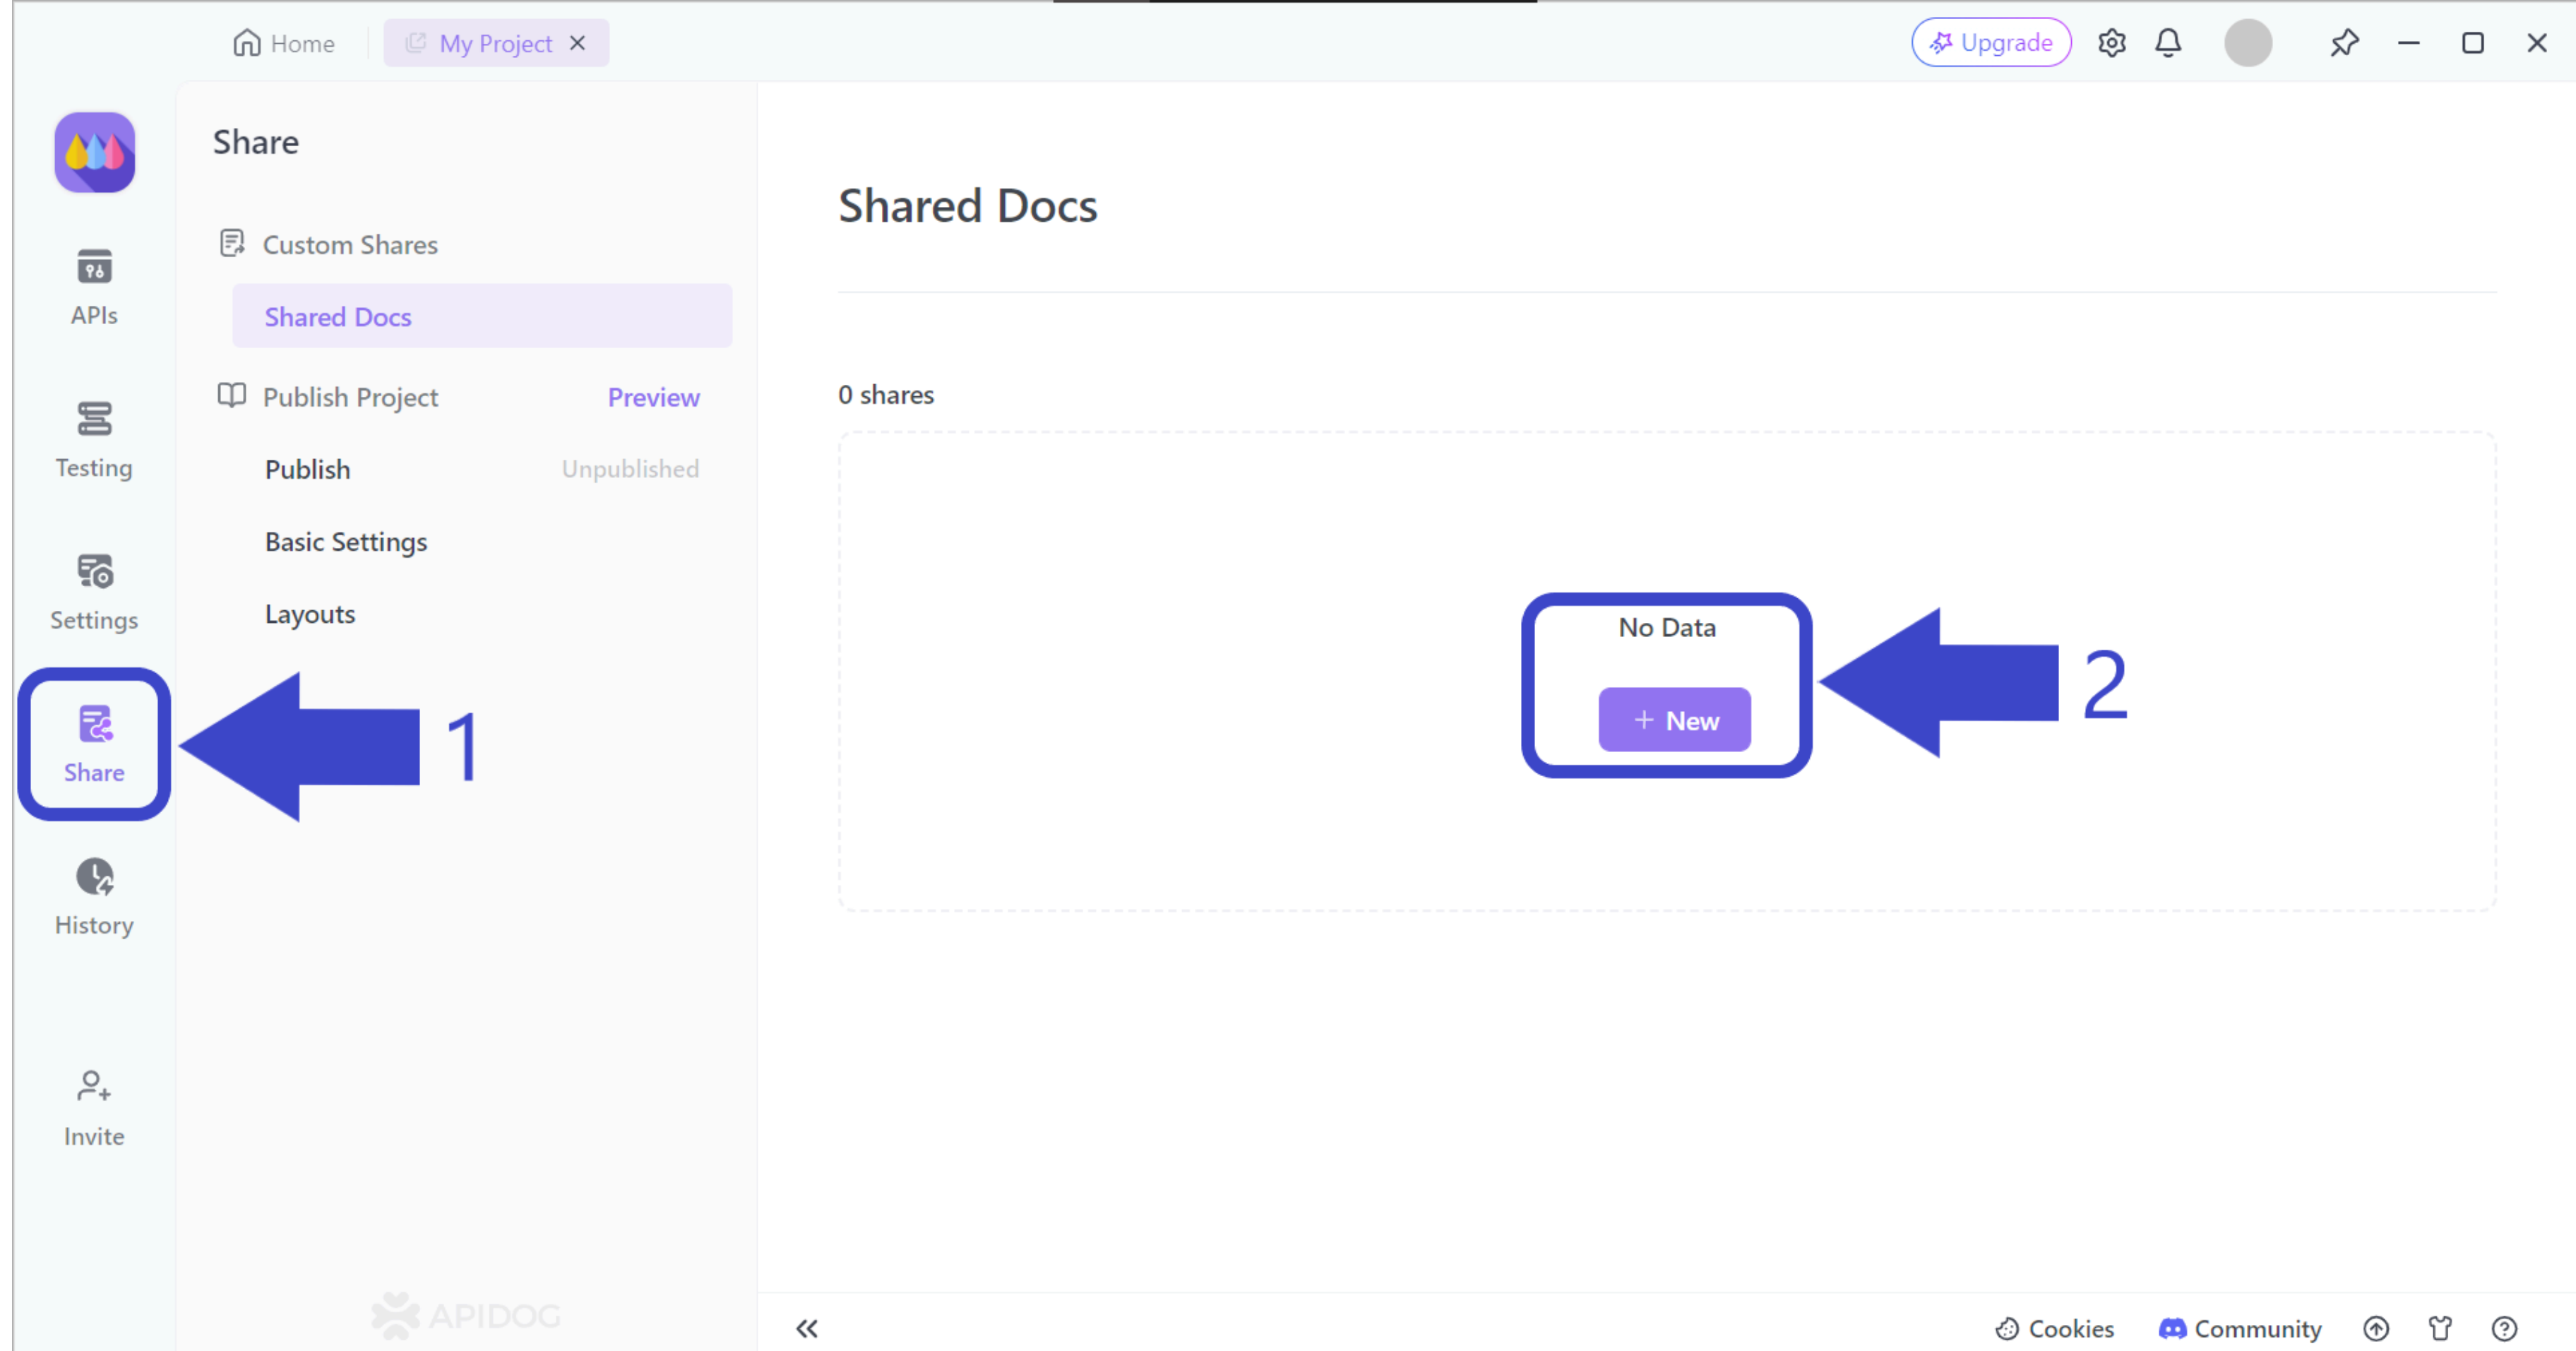 Home
My Project
Upgrade
Share
APIs
Testing
Settings
Share
History
Invite
Custom Shares
Shared Docs
Publish Project Preview
Publish Unpublished
Basic Settings
Layouts
1
APIDOG
Shared Docs
0 shares
No Data
+ New
2
Cookies
Community